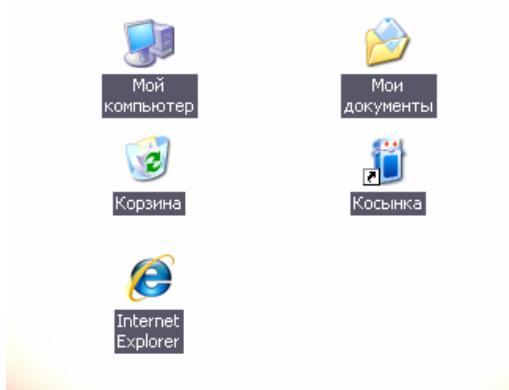 Мой
компьютер
Мои
документы
Корзина
Косынка
Internet
Explorer